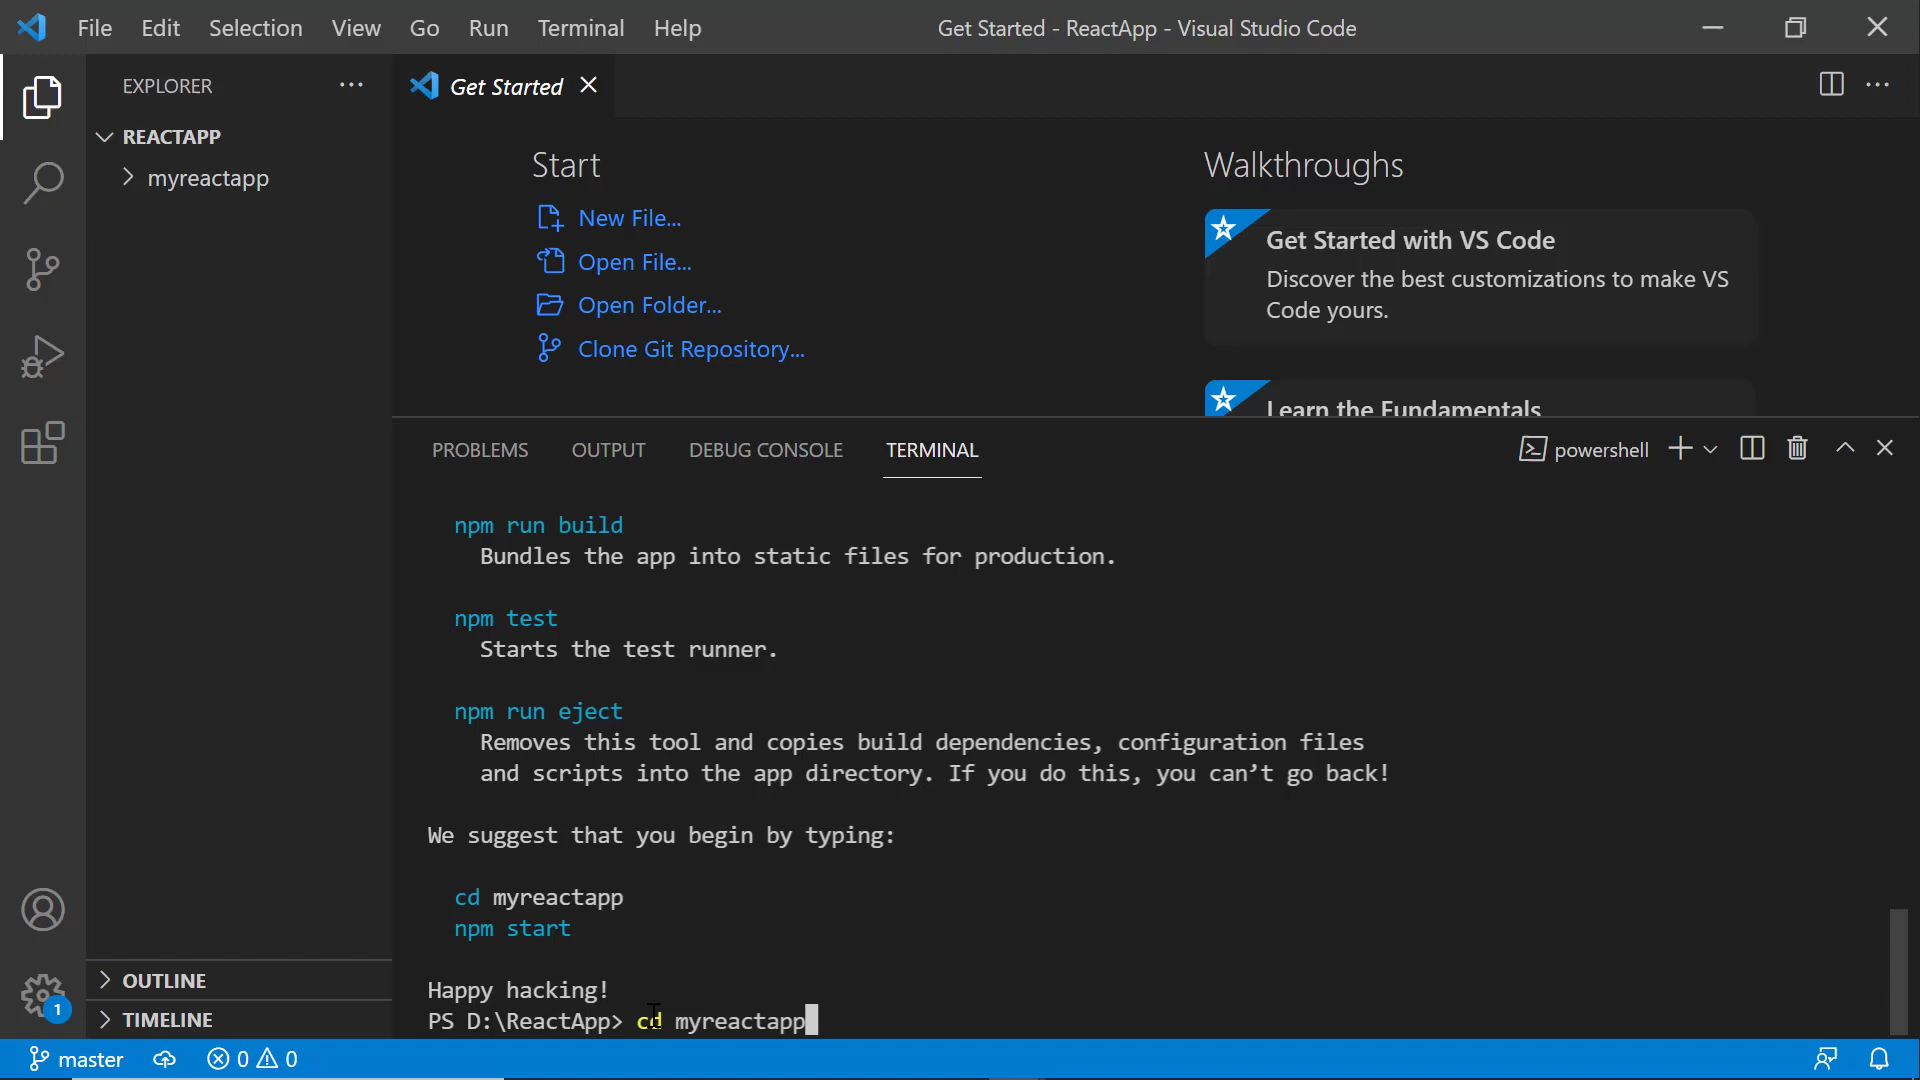 File Edit Selection View Go Run Terminal Help
Get Started - ReactApp - Visual Studio Code
EXPLORER
REACTAPP
myreactapp
OUTLINE
TIMELINE
Get Started
Start
New File...
Open File...
Open Folder...
Clone Git Repository...
Walkthroughs
Get Started with VS Code
Discover the best customizations to make VS
Code yours.
Learn the Fundamentals
PROBLEMS OUTPUT DEBUG CONSOLE TERMINAL
powershell
npm run build
Bundles the app into static files for production.
npm test
Starts the test runner.
npm run eject
Removes this tool and copies build dependencies, configuration files
and scripts into the app directory. If you do this, you can’t go back!
We suggest that you begin by typing:
cd myreactapp
npm start
Happy hacking!
PS D:\ReactApp> cd myreactapp
1
master 0 0